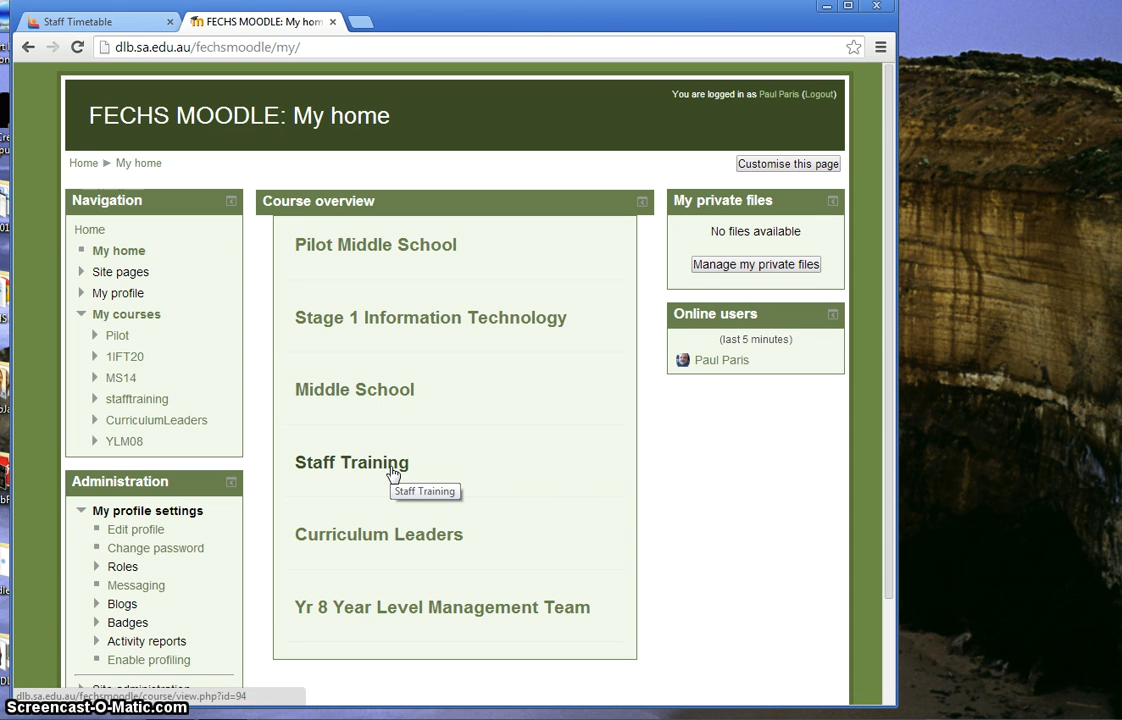 Staff Timetable
FECHS MOODLE: My hom
dlb.sa.edu.au/fechsmoodle/my/
You are logged in as Paul Paris (Logout)
FECHS MOODLE: My home
Home ► My home
Customise this page
Navigation
Home
My home
Site pages
My profile
My courses
Pilot
1IFT20
MS14
stafftraining
CurriculumLeaders
YLM08
Administration
My profile settings
Edit profile
Change password
Roles
Messaging
Blogs
Badges
Activity reports
Enable profiling
Site administration
Course overview
Pilot Middle School
Stage 1 Information Technology
Middle School
Staff Training
Staff Training
Curriculum Leaders
Yr 8 Year Level Management Team
My private files
No files available
Manage my private files
Online users
(last 5 minutes)
Paul Paris
dlb.sa.edu.au/fechsmoodle/course/view.php?id=94
Screencast-O-Matic.com